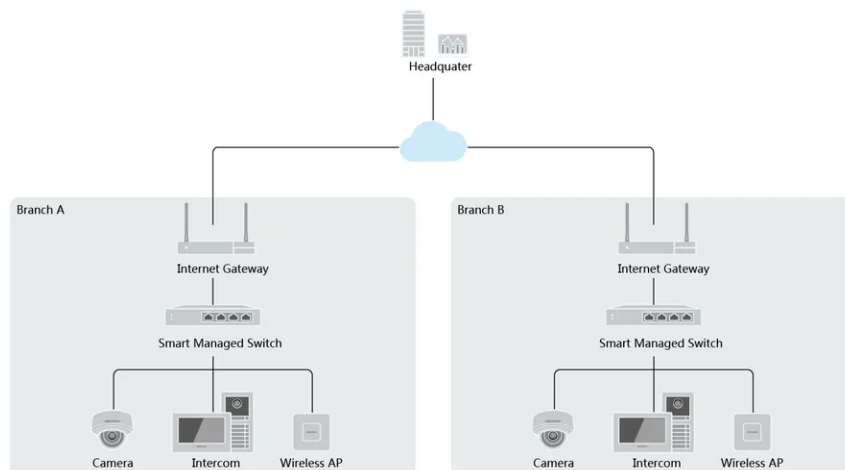 Headquater
Branch A
Branch B
Internet Gateway
Internet Gateway
Smart Managed Switch
Smart Managed Switch
Camera
Intercom
Wireless AP
Camera
Intercom
Wireless AP